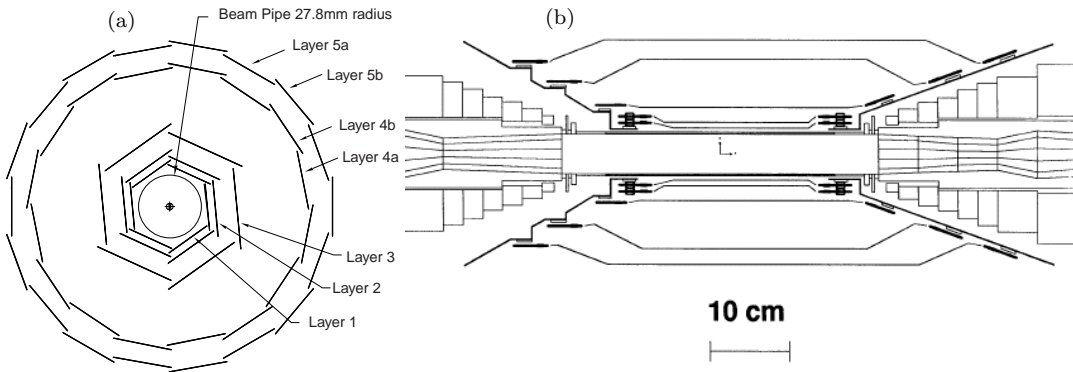 (a)
Beam Pipe 27.8mm radius
Layer 5a
Layer 5b
Layer 4b
Layer 4a
Layer 3
Layer 2
Layer 1
(b)
10 cm